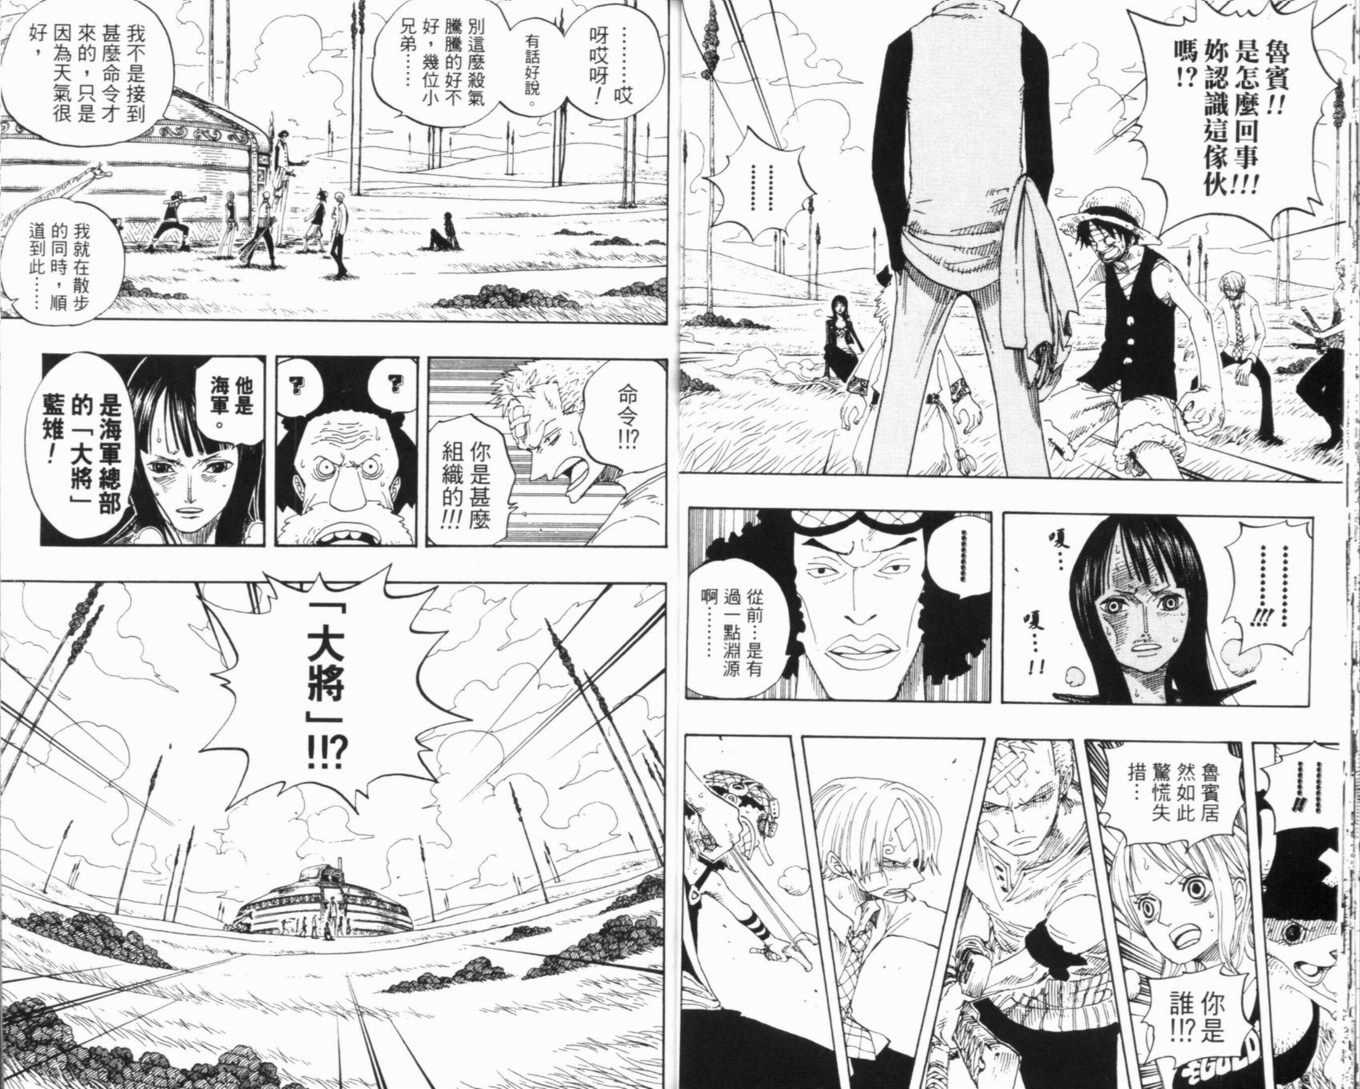 魯賓!!
是怎麼回事!!!
妳認識這傢伙
嗎!?
………
…………!!!
嗄…
嗄…!!
………
從前…是有
過一點淵源
啊………
………!!
魯賓居
然如此
驚慌失
措…
你是
誰!!?
EGOLD
………哎
呀哎呀!
有話好說。
別這麼殺氣
騰騰的好不
好,幾位小
兄弟……
我不是接到
甚麼命令才
來的,只是
因為天氣很
好,
我就在散步
的同時,順
道到此……
命令
!!?
你是甚麼
組織的!!!
?
?
他是
海軍。
是海軍總部
的「大將」
藍雉!
「大將」!!?